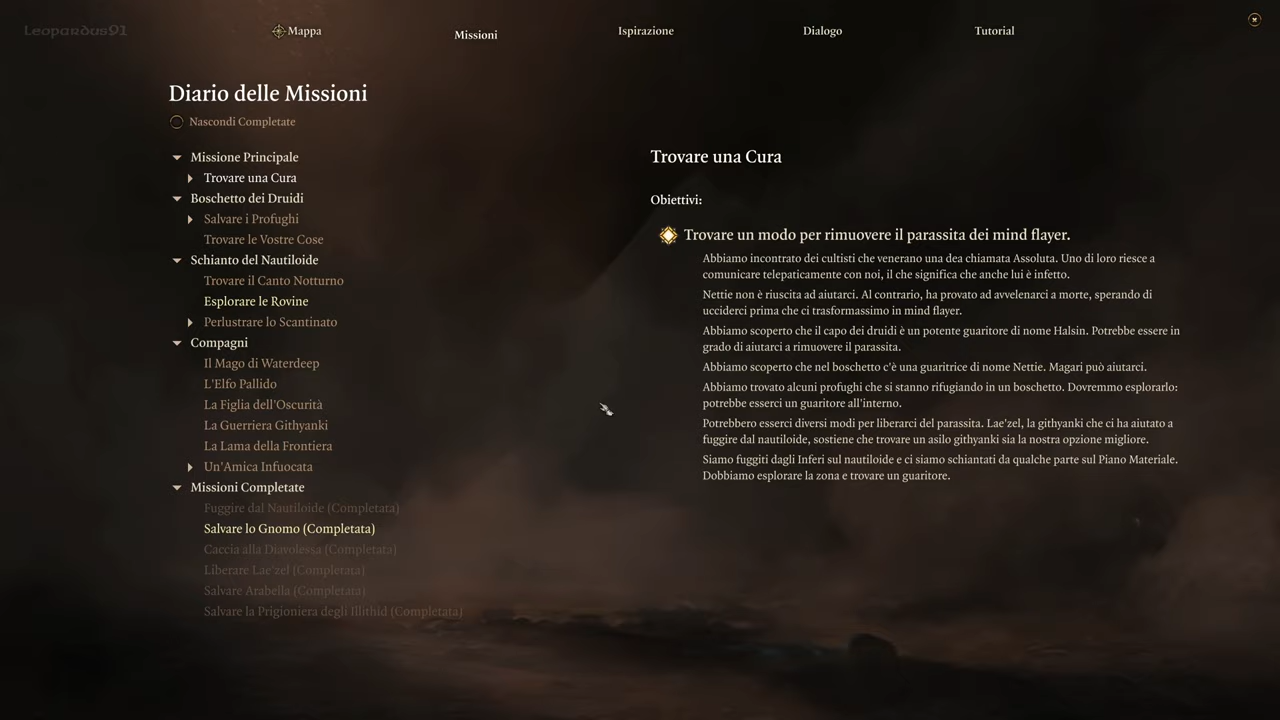 Leopardus91
Mappa
Missioni
Ispirazione
Dialogo
Tutorial
Diario delle Missioni
Nascondi Completate
Missione Principale
Trovare una Cura
Boschetto dei Druidi
Salvare i Profughi
Trovare le Vostre Cose
Schianto del Nautiloide
Trovare il Canto Notturno
Esplorare le Rovine
Perlustrare lo Scantinato
Compagni
Il Mago di Waterdeep
L'Elfo Pallido
La Figlia dell'Oscurità
La Guerriera Githyanki
La Lama della Frontiera
Un'Amica Infuocata
Missioni Completate
Fuggire dal Nautiloide (Completata)
Salvare lo Gnomo (Completata)
Caccia alla Diavolessa (Completata)
Liberare Lae'zel (Completata)
Salvare Arabella (Completata)
Salvare la Prigioniera degli Illithid (Completata)
Trovare una Cura
Obiettivi:
Trovare un modo per rimuovere il parassita dei mind flayer.
Abbiamo incontrato dei cultisti che venerano una dea chiamata Assoluta. Uno di loro riesce a
comunicare telepaticamente con noi, il che significa che anche lui è infetto.
Nettie non è riuscita ad aiutarci. Al contrario, ha provato ad avvelenarci a morte, sperando di
ucciderci prima che ci trasformassimo in mind flayer.
Abbiamo scoperto che il capo dei druidi è un potente guaritore di nome Halsin. Potrebbe essere in
grado di aiutarci a rimuovere il parassita.
Abbiamo scoperto che nel boschetto c'è una guaritrice di nome Nettie. Magari può aiutarci.
Abbiamo trovato alcuni profughi che si stanno rifugiando in un boschetto. Dovremmo esplorarlo:
potrebbe esserci un guaritore all'interno.
Potrebbero esserci diversi modi per liberarci del parassita. Lae'zel, la githyanki che ci ha aiutato a
fuggire dal nautiloide, sostiene che trovare un asilo githyanki sia la nostra opzione migliore.
Siamo fuggiti dagli Inferi sul nautiloide e ci siamo schiantati da qualche parte sul Piano Materiale.
Dobbiamo esplorare la zona e trovare un guaritore.